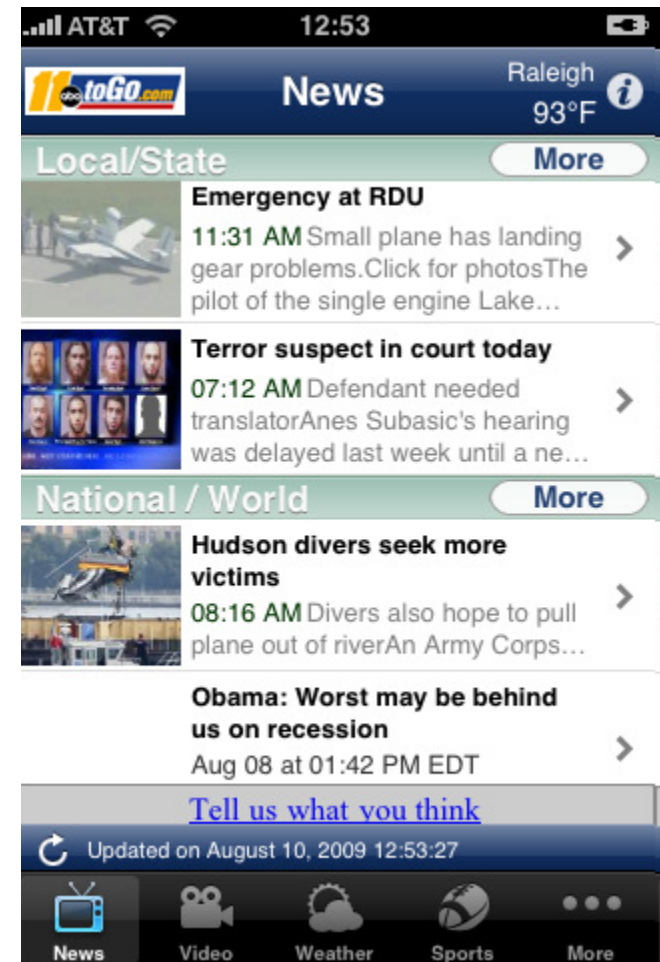 AT&T 12:53
11 abc toGO.com News Raleigh
93°F i
Local/State More
Emergency at RDU
11:31 AM Small plane has landing
gear problems.Click for photosThe
pilot of the single engine Lake...
Terror suspect in court today
07:12 AM Defendant needed
translatorAnes Subasic's hearing
was delayed last week until a ne...
National / World More
Hudson divers seek more
victims
08:16 AM Divers also hope to pull
plane out of riverAn Army Corps...
Obama: Worst may be behind
us on recession
Aug 08 at 01:42 PM EDT
Tell us what you think
Updated on August 10, 2009 12:53:27
News Video Weather Sports More